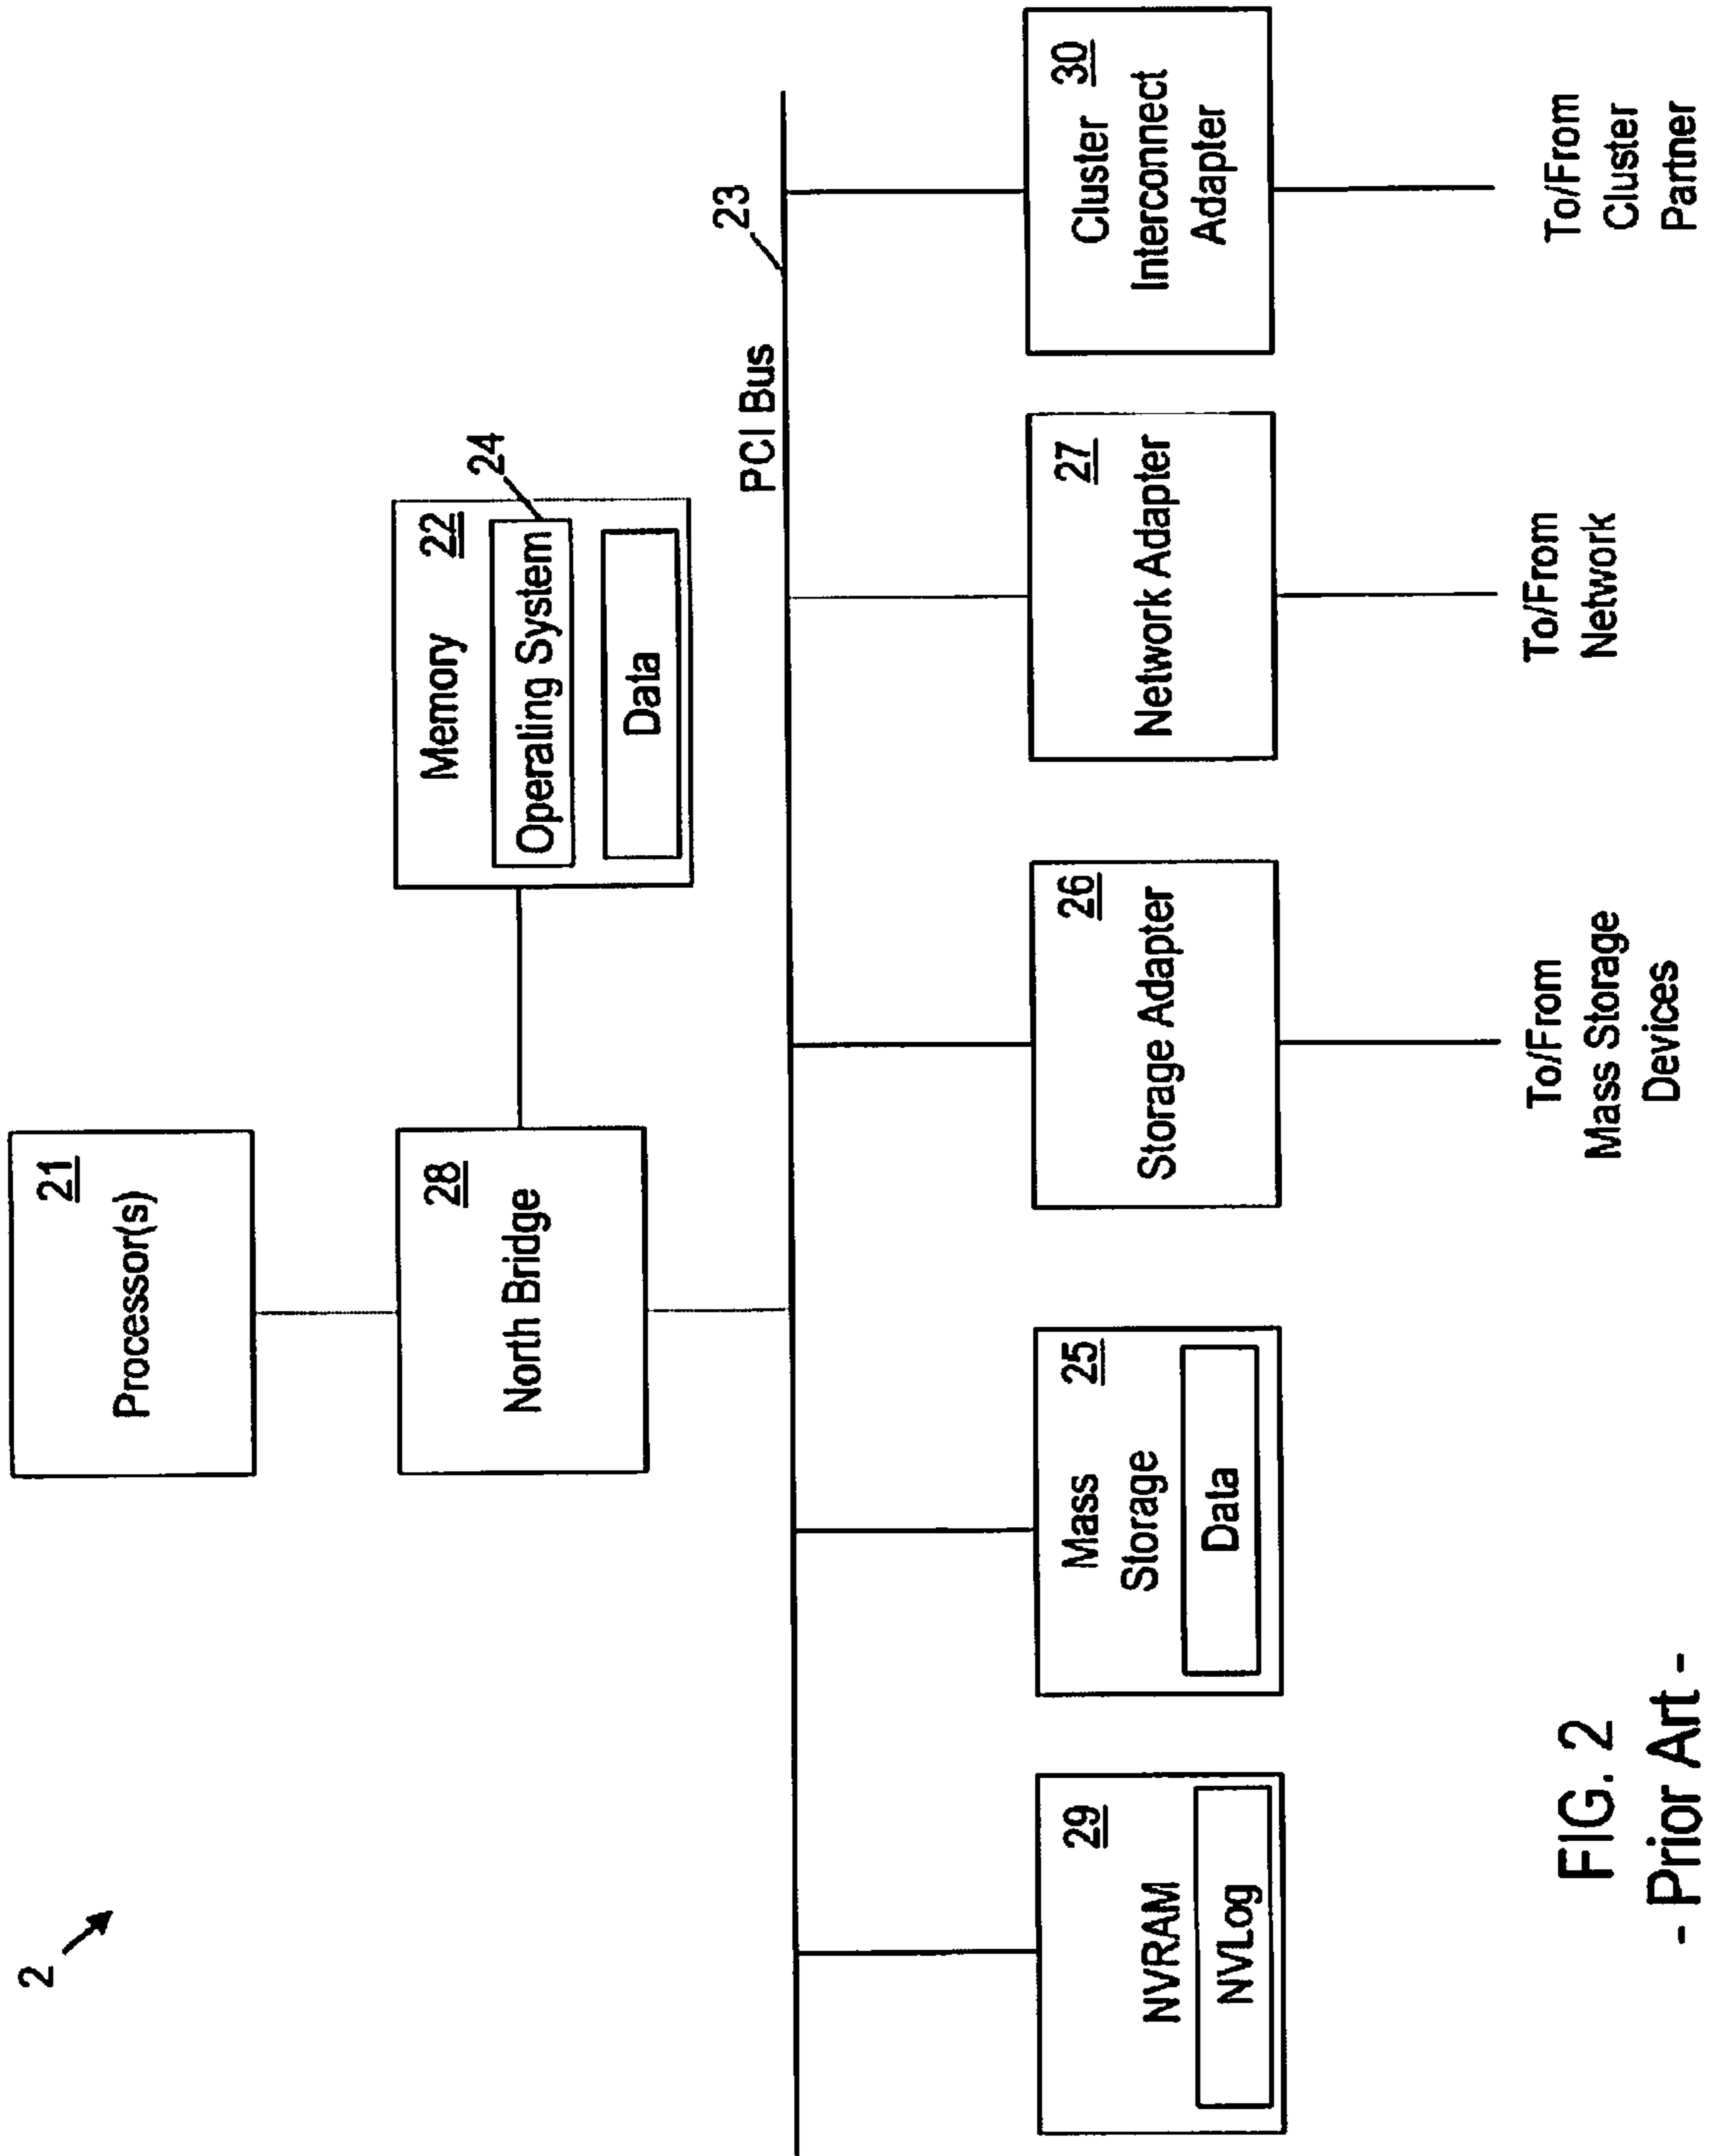 2
Processor(s)
21
North Bridge
28
Memory
22
Operating System
24
Data
PCI Bus
23
NVRAM
29
NVLog
Mass
Storage
25
Data
Storage Adapter
26
Network Adapter
27
Cluster
Interconnect
Adapter
30
To/From
Mass Storage
Devices
To/From
Network
To/From
Cluster
Partner
FIG. 2
- Prior Art -